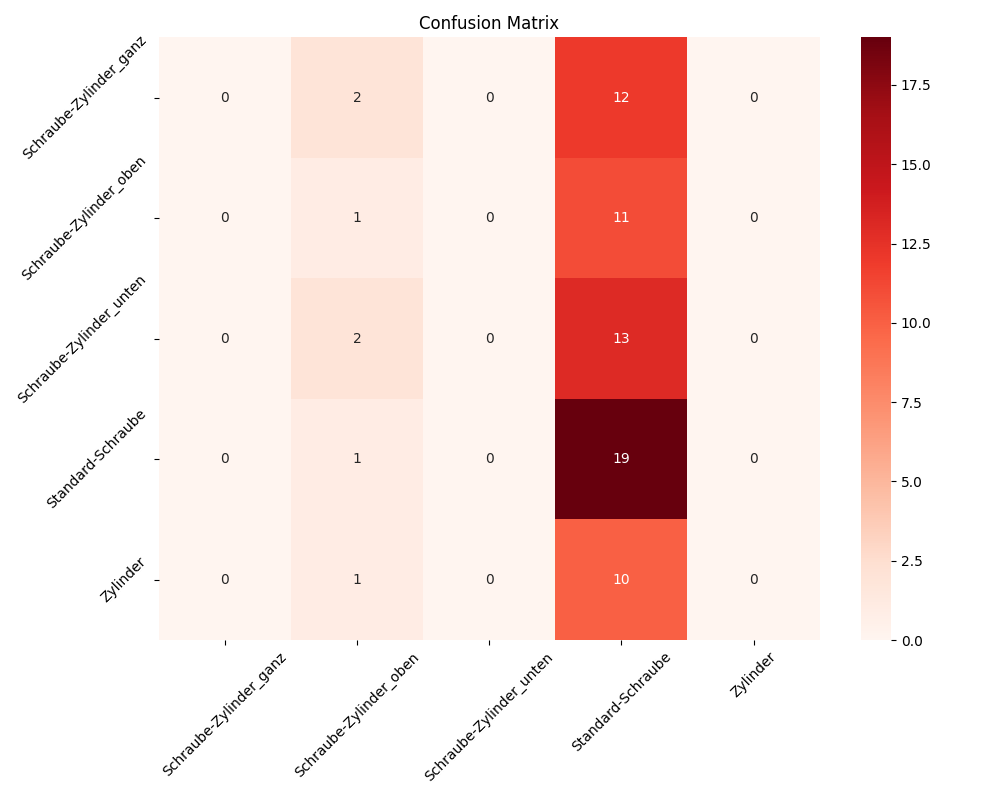 Confusion Matrix
Schraube-Zylinder_ganz
0 2 0 12 0
Schraube-Zylinder_oben
0 1 0 11 0
Schraube-Zylinder_unten
0 2 0 13 0
Standard-Schraube
0 1 0 19 0
Zylinder
0 1 0 10 0
Schraube-Zylinder_ganz
Schraube-Zylinder_oben
Schraube-Zylinder_unten
Standard-Schraube
Zylinder
17.5
15.0
12.5
10.0
7.5
5.0
2.5
0.0